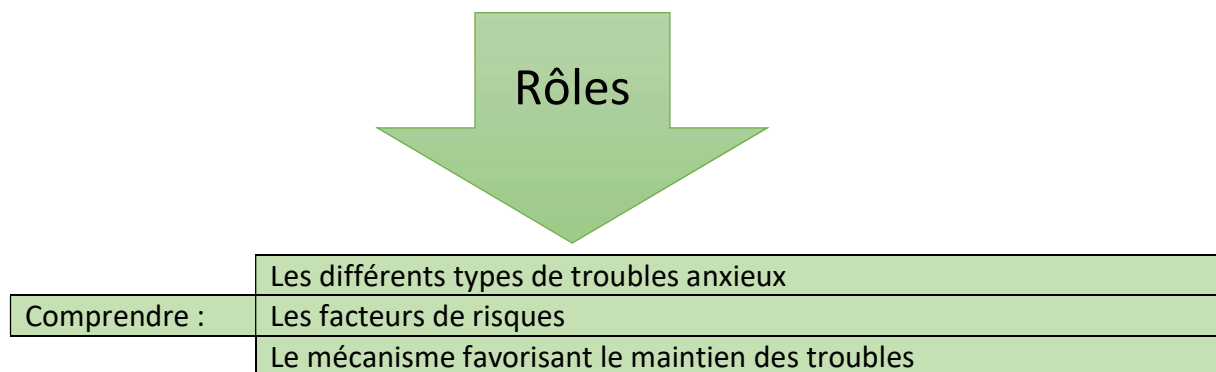 Rôles
Les différents types de troubles anxieux
Comprendre : Les facteurs de risques
Le mécanisme favorisant le maintien des troubles